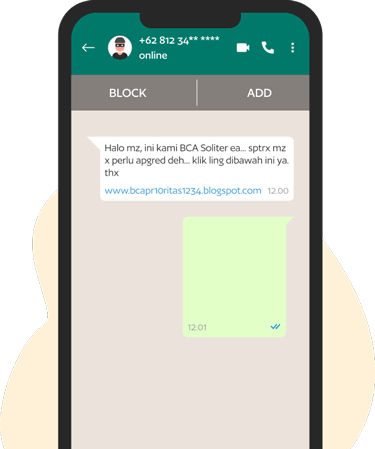 +62 812 34** ****
online
BLOCK
ADD
Halo mz, ini kami BCA Soliter ea... sptrx mz
x perlu apgred deh... klik ling dibawah ini ya.
thx
www.bcapr10ritas1234.blogspot.com 12.00
12.01